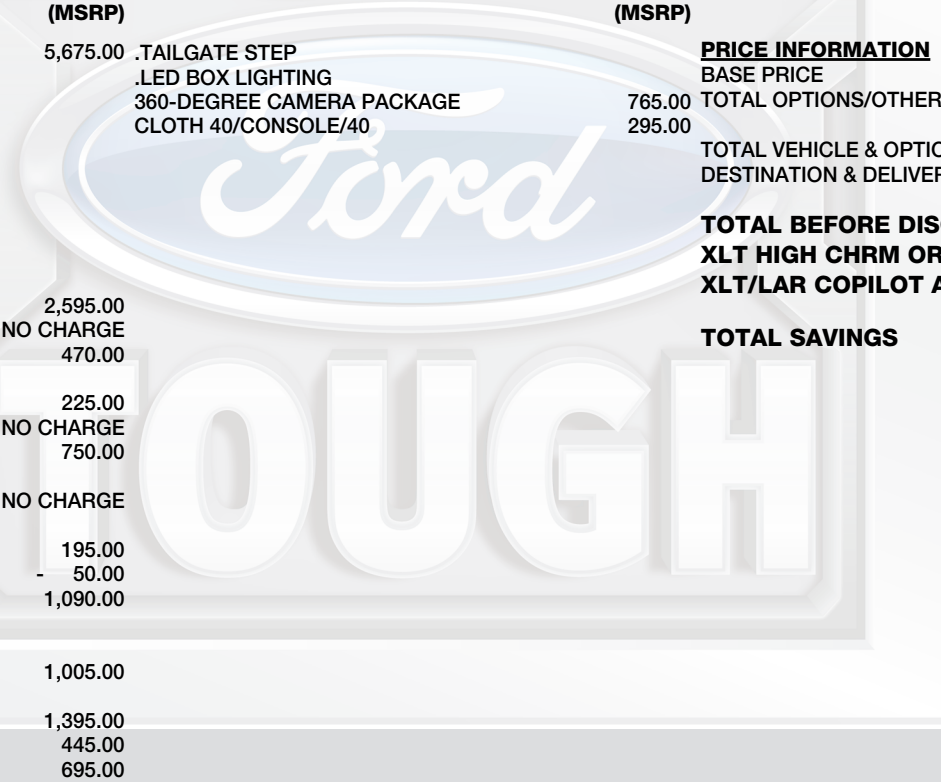 (MSRP)
5,675.00
2,595.00
NO CHARGE
470.00
225.00
NO CHARGE
750.00
NO CHARGE
195.00
- 50.00
1,090.00
1,005.00
1,395.00
445.00
695.00
(MSRP)
.TAILGATE STEP
.LED BOX LIGHTING
360-DEGREE CAMERA PACKAGE 765.00
CLOTH 40/CONSOLE/40 295.00
PRICE INFORMATION
BASE PRICE
TOTAL OPTIONS/OTHER
TOTAL VEHICLE & OPTIO
DESTINATION & DELIVER
TOTAL BEFORE DIS
XLT HIGH CHRM OR
XLT/LAR COPILOT A
TOTAL SAVINGS
Ford
TOUGH